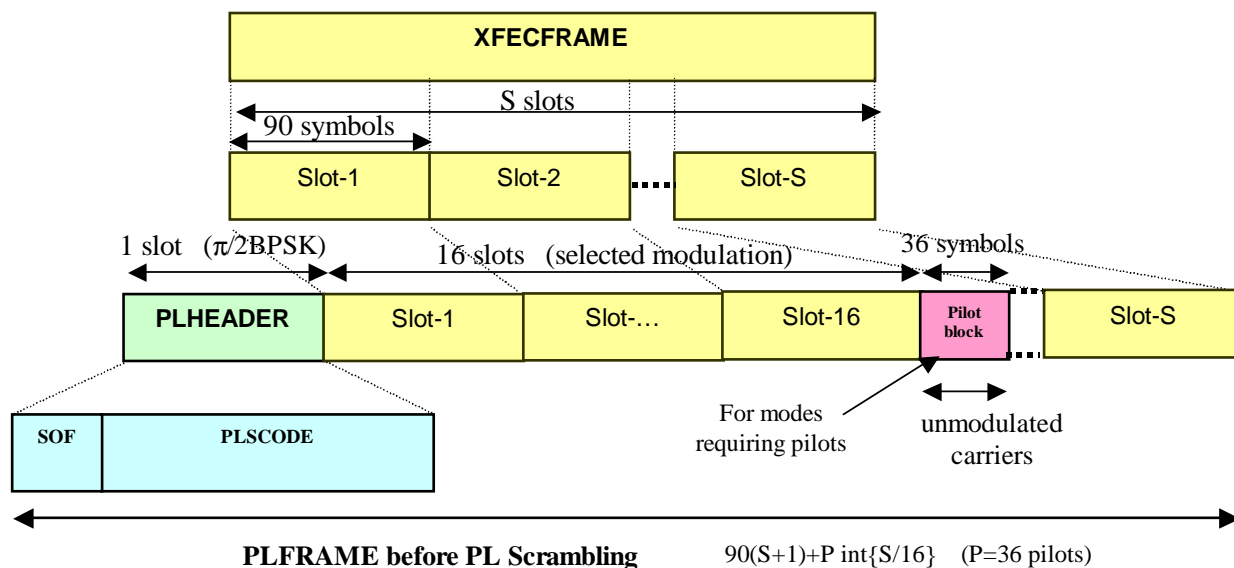 XFECFRAME
S slots
90 symbols
Slot-1 Slot-2 Slot-S
1 slot (π/2BPSK)
16 slots (selected modulation)
36 symbols
PLHEADER Slot-1 Slot-... Slot-16 Pilot block Slot-S
For modes requiring pilots
unmodulated carriers
SOF PLSCODE
PLFRAME before PL Scrambling 90(S+1)+P int{S/16} (P=36 pilots)